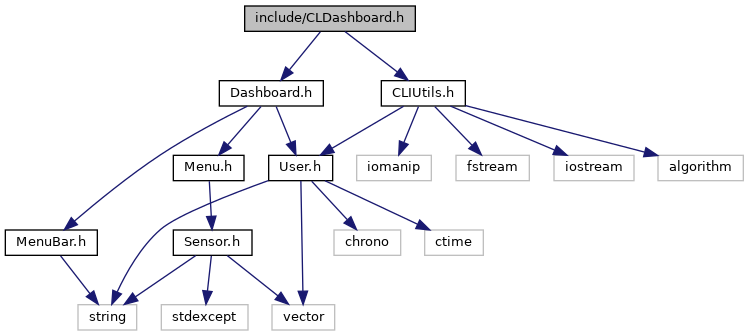 include/CLDashboard.h
Dashboard.h
CLIUtils.h
Menu.h
User.h
iomanip
fstream
iostream
algorithm
MenuBar.h
Sensor.h
chrono
ctime
string
stdexcept
vector